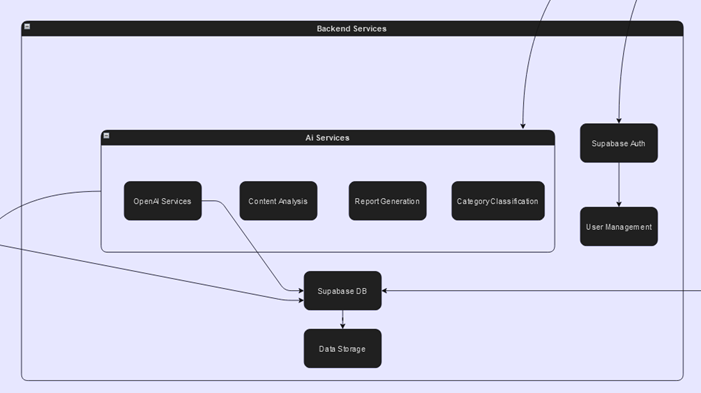 Backend Services
Ai Services
Supabase Auth
OpenAi Services
Content Analysis
Report Generation
Category Classification
User Management
Supabase DB
Data Storage